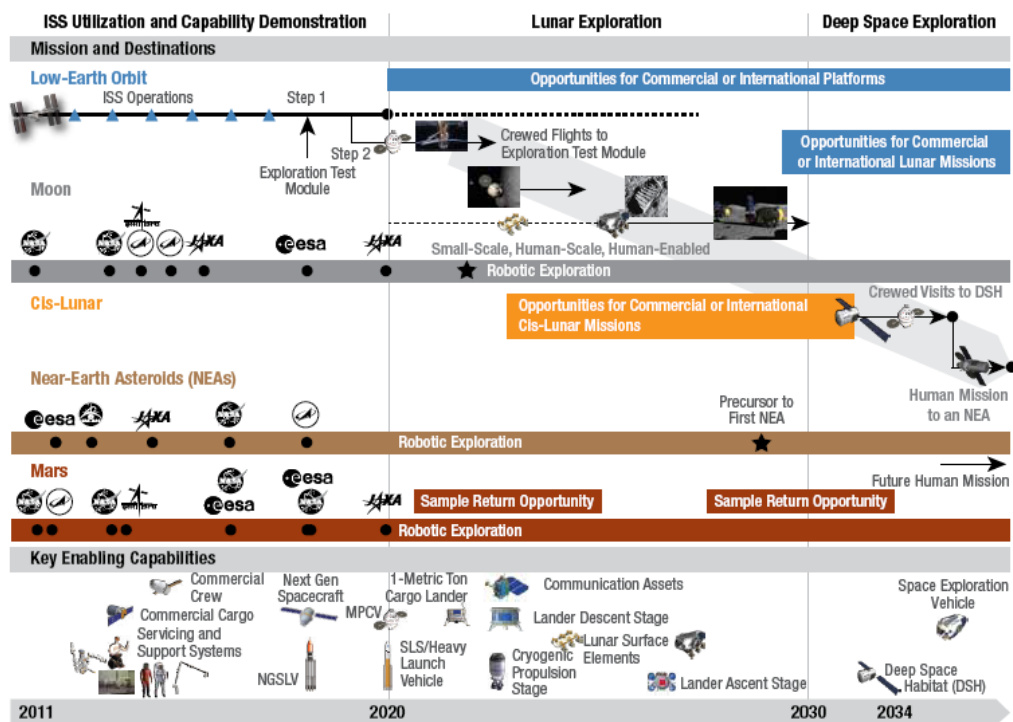 ISS Utilization and Capability Demonstration
Lunar Exploration
Deep Space Exploration
Mission and Destinations
Low-Earth Orbit
Opportunities for Commercial or International Platforms
ISS Operations
Step 1
Step 2
Exploration Test
Module
Crewed Flights to
Exploration Test Module
Opportunities for Commercial
or International Lunar Missions
Moon
NASA
NASA
JAXA
esa
JAXA
Small-Scale, Human-Scale, Human-Enabled
Robotic Exploration
Cis-Lunar
Opportunities for Commercial or International
Cis-Lunar Missions
Crewed Visits to DSH
Human Mission
to an NEA
Near-Earth Asteroids (NEAs)
esa
JAXA
NASA
Precursor to
First NEA
Robotic Exploration
Future Human Mission
Mars
NASA
NASA
NASA
esa
esa
NASA
JAXA
Sample Return Opportunity
Sample Return Opportunity
Robotic Exploration
Key Enabling Capabilities
Commercial
Crew
Commercial Cargo
Servicing and
Support Systems
Next Gen
Spacecraft
NGSLV
MPCV
1-Metric Ton
Cargo Lander
SLS/Heavy
Launch
Vehicle
Communication Assets
Lander Descent Stage
Lunar Surface
Elements
Cryogenic
Propulsion
Stage
Lander Ascent Stage
Space Exploration
Vehicle
Deep Space
Habitat (DSH)
2011
2020
2030
2034